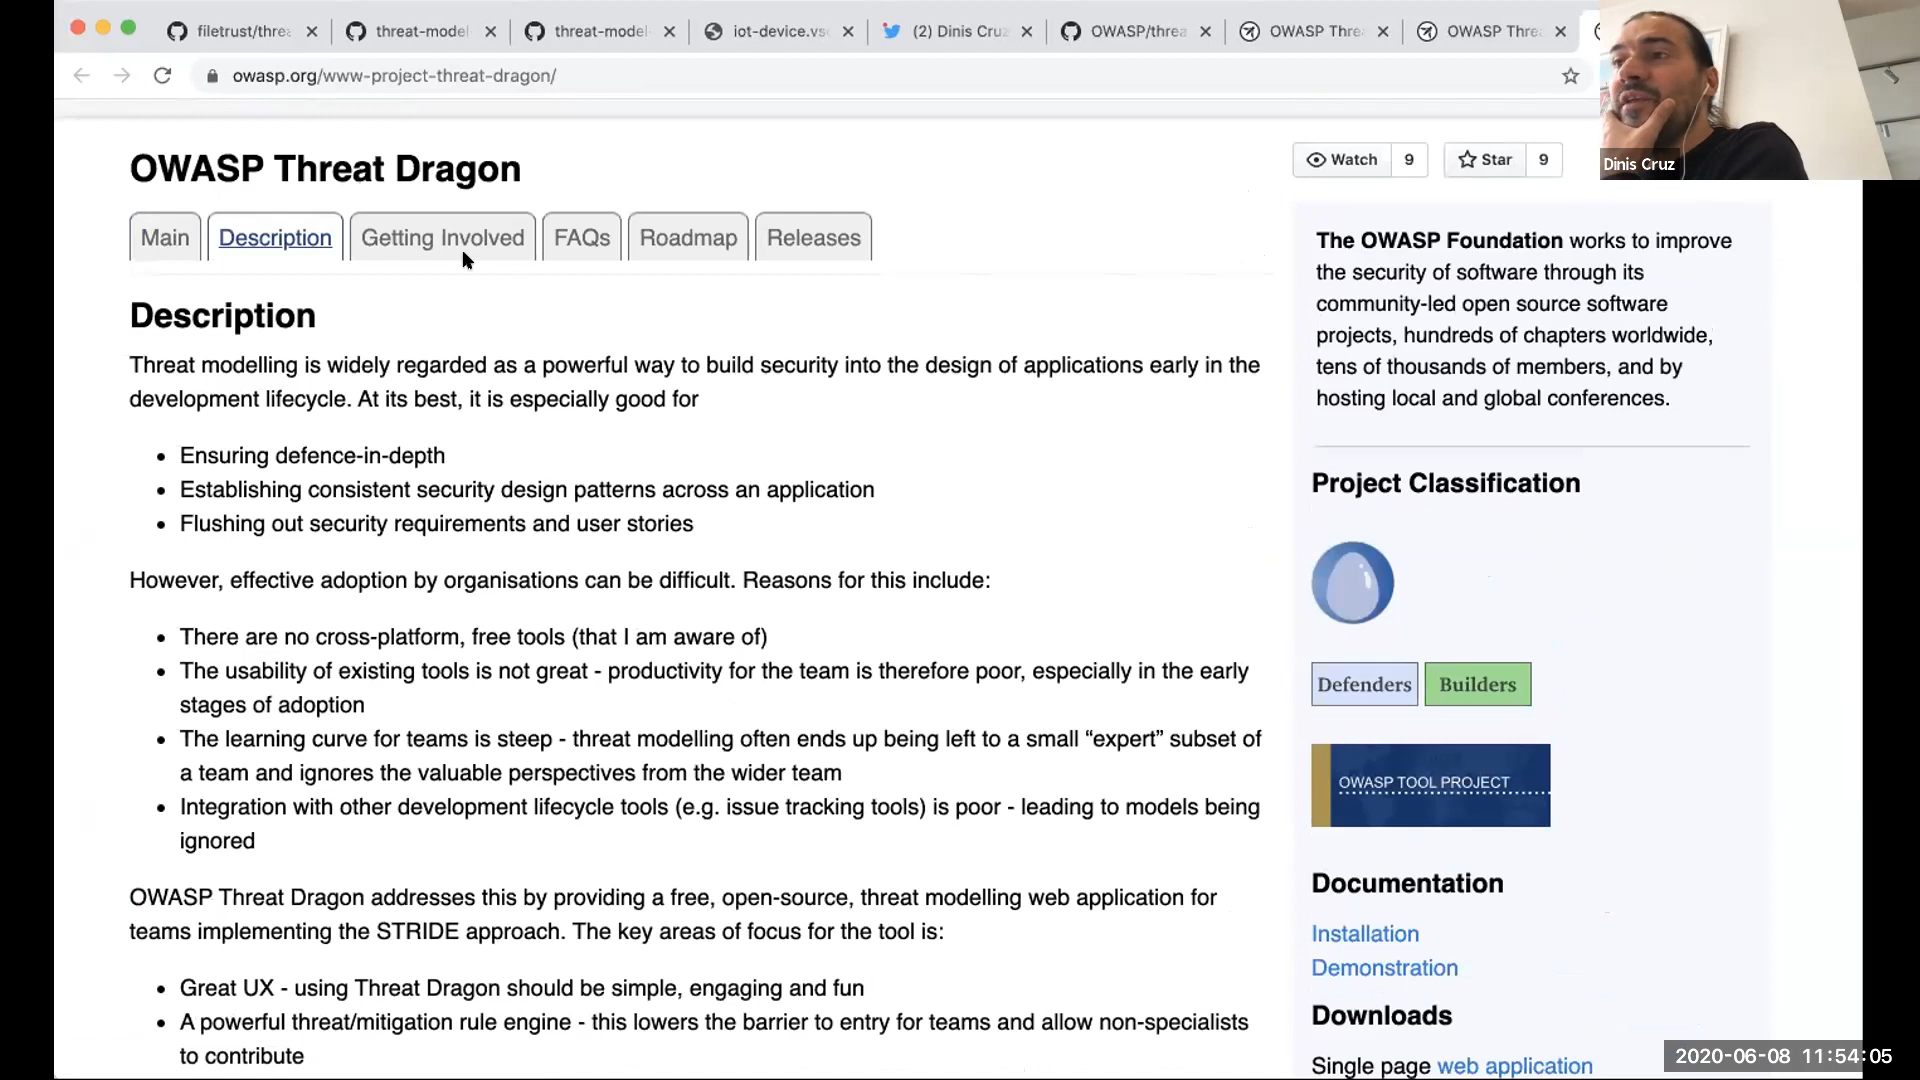 filetrust/threa
threat-model
threat-model-
iot-device.vs
(2) Dinis Cruz
OWASP/threa
OWASP Thre
OWASP Thre
owasp.org/www-project-threat-dragon/
Dinis Cruz
OWASP Threat Dragon
Watch 9
Star 9
Main
Description
Getting Involved
FAQs
Roadmap
Releases
Description
Threat modelling is widely regarded as a powerful way to build security into the design of applications early in the
development lifecycle. At its best, it is especially good for
• Ensuring defence-in-depth
• Establishing consistent security design patterns across an application
• Flushing out security requirements and user stories
However, effective adoption by organisations can be difficult. Reasons for this include:
• There are no cross-platform, free tools (that I am aware of)
• The usability of existing tools is not great - productivity for the team is therefore poor, especially in the early
stages of adoption
• The learning curve for teams is steep - threat modelling often ends up being left to a small “expert” subset of
a team and ignores the valuable perspectives from the wider team
• Integration with other development lifecycle tools (e.g. issue tracking tools) is poor - leading to models being
ignored
OWASP Threat Dragon addresses this by providing a free, open-source, threat modelling web application for
teams implementing the STRIDE approach. The key areas of focus for the tool is:
• Great UX - using Threat Dragon should be simple, engaging and fun
• A powerful threat/mitigation rule engine - this lowers the barrier to entry for teams and allow non-specialists
to contribute
The OWASP Foundation works to improve
the security of software through its
community-led open source software
projects, hundreds of chapters worldwide,
tens of thousands of members, and by
hosting local and global conferences.
Project Classification
Defenders
Builders
OWASP TOOL PROJECT
Documentation
Installation
Demonstration
Downloads
Single page web application
2020-06-08 11:54:05